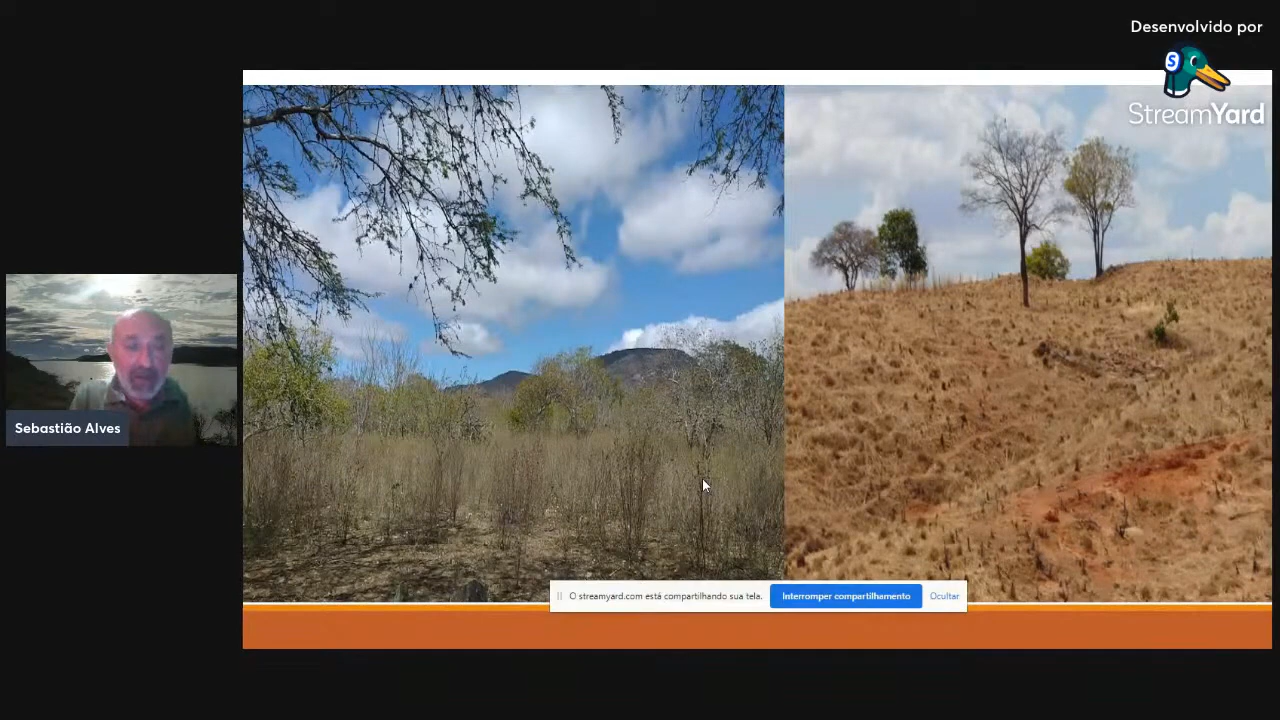 Desenvolvido por
StreamYard
Sebastião Alves
O streamyard.com está compartilhando sua tela.
Interromper compartilhamento
Ocultar